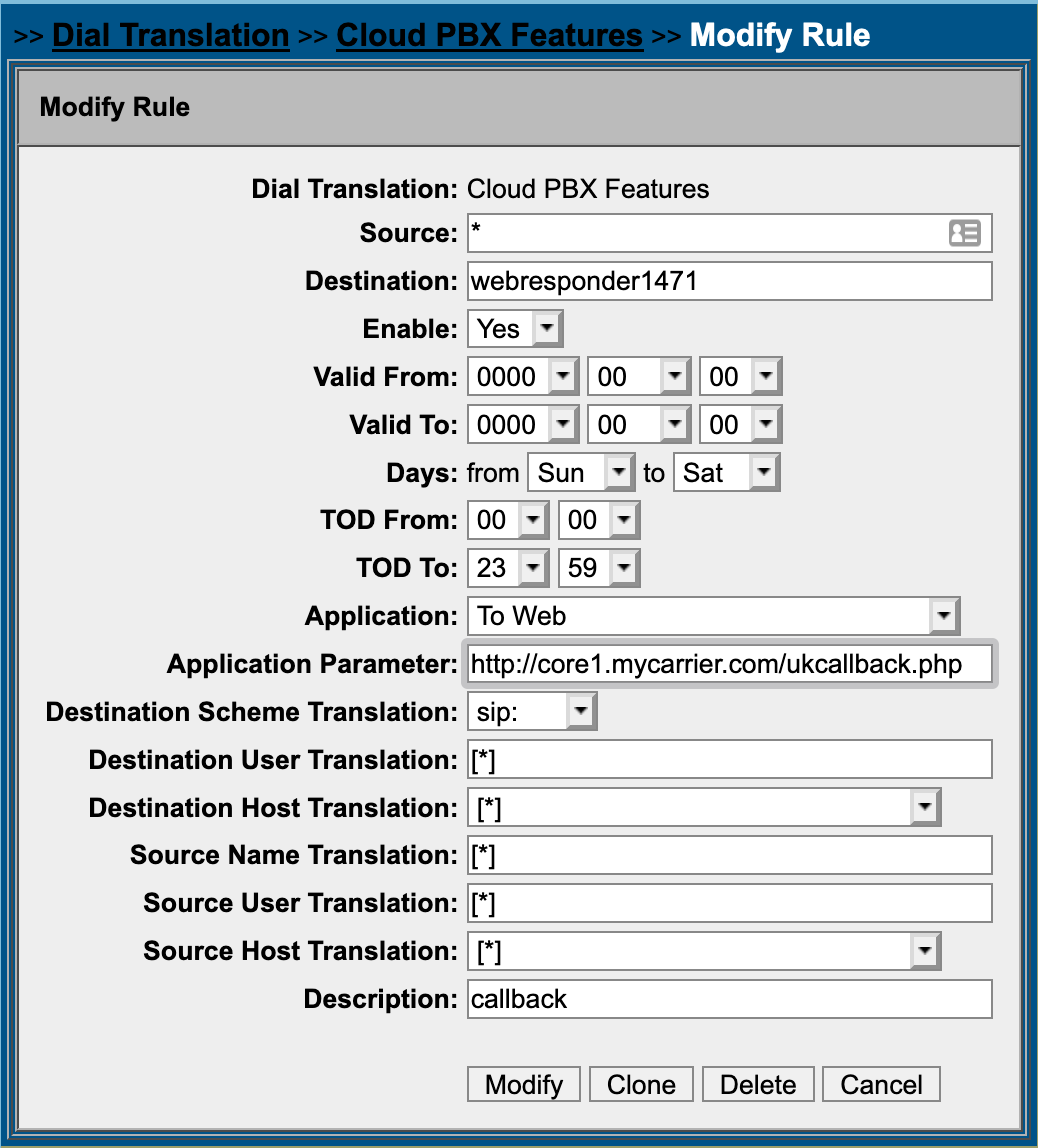 >> Dial Translation >> Cloud PBX Features >> Modify Rule
Modify Rule
Dial Translation: Cloud PBX Features
Source: *
Destination: webresponder1471
Enable: Yes
Valid From: 0000 00 00
Valid To: 0000 00 00
Days: from Sun to Sat
TOD From: 00 00
TOD To: 23 59
Application: To Web
Application Parameter: http://core1.mycarrier.com/ukcallback.php
Destination Scheme Translation: sip:
Destination User Translation: [*]
Destination Host Translation: [*]
Source Name Translation: [*]
Source User Translation: [*]
Source Host Translation: [*]
Description: callback
Modify Clone Delete Cancel